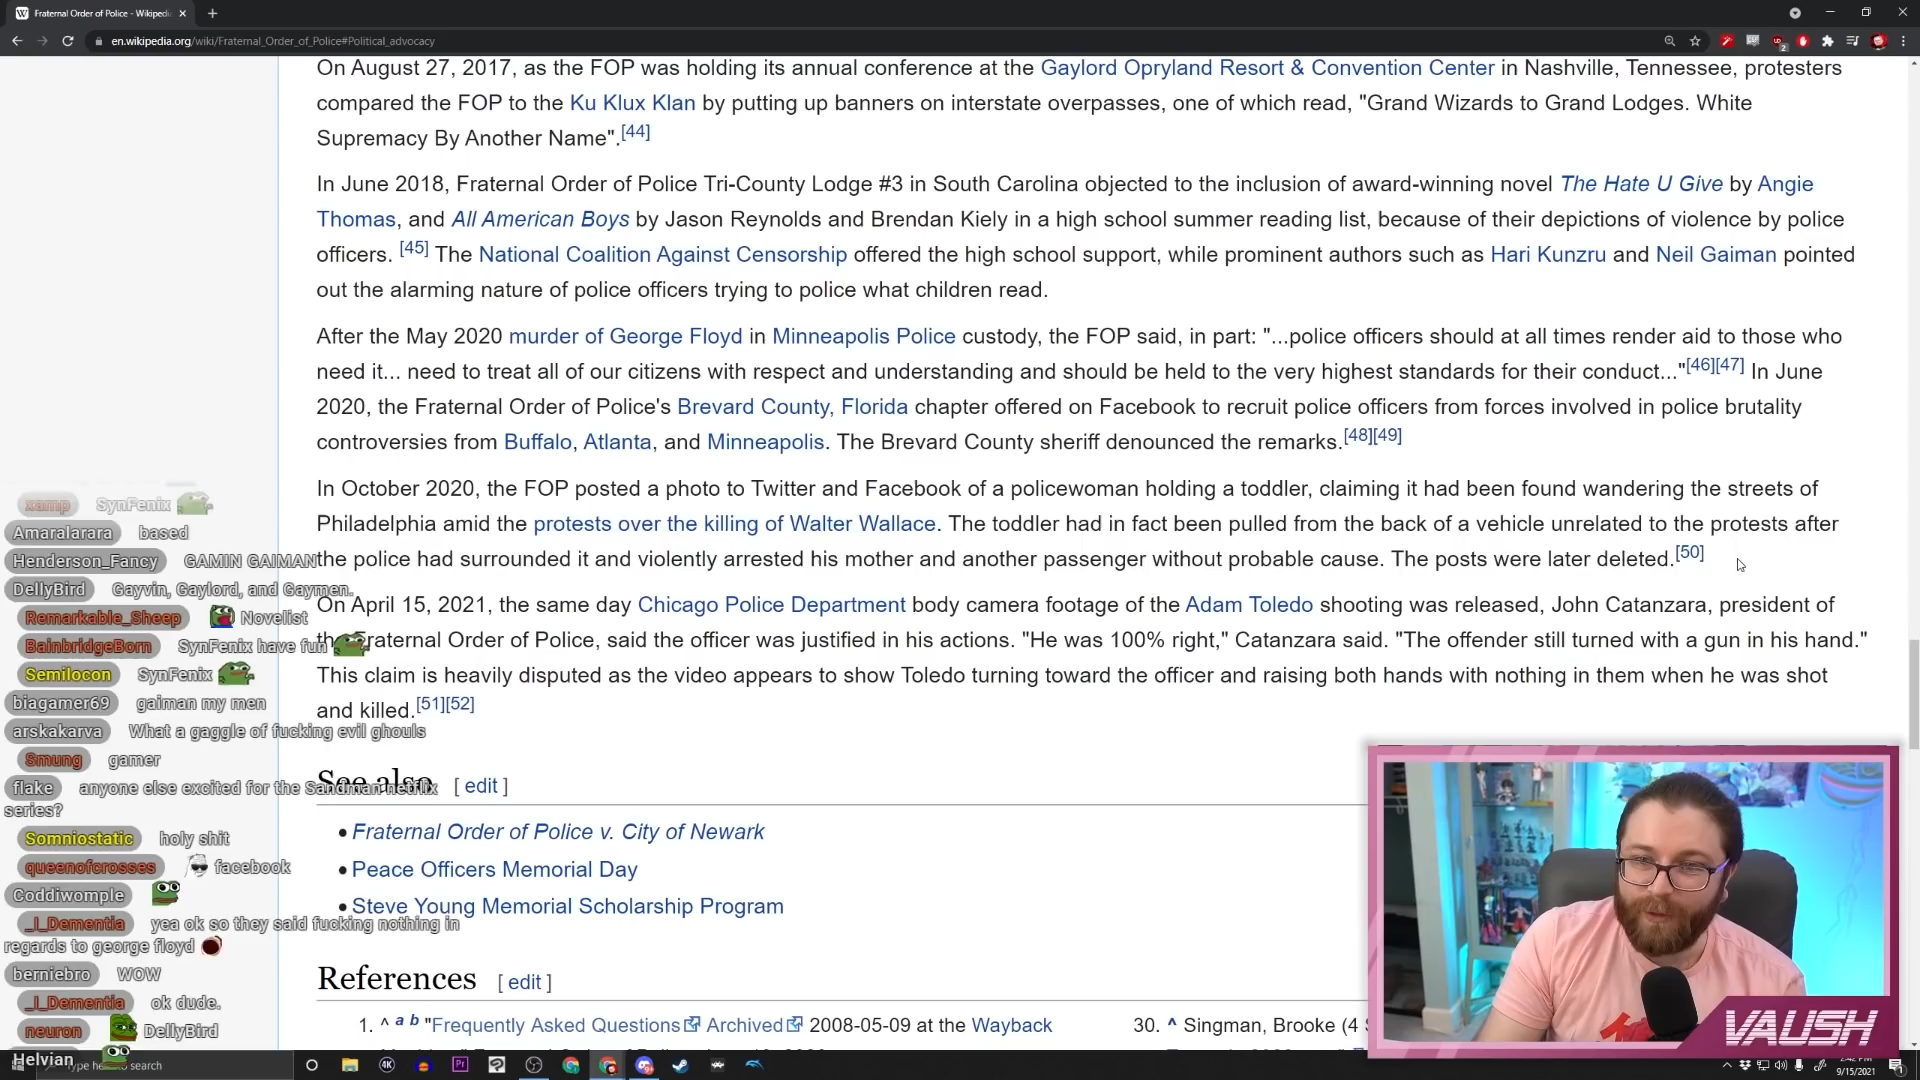 Fraternal Order of Police - Wikipedi
en.wikipedia.org/wiki/Fraternal_Order_of_Police#Political_advocacy
On August 27, 2017, as the FOP was holding its annual conference at the Gaylord Opryland Resort & Convention Center in Nashville, Tennessee, protesters
compared the FOP to the Ku Klux Klan by putting up banners on interstate overpasses, one of which read, "Grand Wizards to Grand Lodges. White
Supremacy By Another Name".[44]
In June 2018, Fraternal Order of Police Tri-County Lodge #3 in South Carolina objected to the inclusion of award-winning novel The Hate U Give by Angie
Thomas, and All American Boys by Jason Reynolds and Brendan Kiely in a high school summer reading list, because of their depictions of violence by police
officers. [45] The National Coalition Against Censorship offered the high school support, while prominent authors such as Hari Kunzru and Neil Gaiman pointed
out the alarming nature of police officers trying to police what children read.
After the May 2020 murder of George Floyd in Minneapolis Police custody, the FOP said, in part: "...police officers should at all times render aid to those who
need it... need to treat all of our citizens with respect and understanding and should be held to the very highest standards for their conduct..."[46][47] In June
2020, the Fraternal Order of Police's Brevard County, Florida chapter offered on Facebook to recruit police officers from forces involved in police brutality
controversies from Buffalo, Atlanta, and Minneapolis. The Brevard County sheriff denounced the remarks.[48][49]
In October 2020, the FOP posted a photo to Twitter and Facebook of a policewoman holding a toddler, claiming it had been found wandering the streets of
Philadelphia amid the protests over the killing of Walter Wallace. The toddler had in fact been pulled from the back of a vehicle unrelated to the protests after
the police had surrounded it and violently arrested his mother and another passenger without probable cause. The posts were later deleted.[50]
On April 15, 2021, the same day Chicago Police Department body camera footage of the Adam Toledo shooting was released, John Catanzara, president of
the Fraternal Order of Police, said the officer was justified in his actions. "He was 100% right," Catanzara said. "The offender still turned with a gun in his hand."
This claim is heavily disputed as the video appears to show Toledo turning toward the officer and raising both hands with nothing in them when he was shot
and killed.[51][52]
See also [ edit ]
• Fraternal Order of Police v. City of Newark
• Peace Officers Memorial Day
• Steve Young Memorial Scholarship Program
References [ edit ]
1. ^ a b "Frequently Asked Questions Archived 2008-05-09 at the Wayback
30. ^ Singman, Brooke (4
xamp SynFenix
Amaralarara based
Henderson_Fancy GAMIN GAIMAN
DellyBird Gayvin, Gaylord, and Gaymen.
Remarkable_Sheep Novelist
BainbridgeBorn SynFenix have fun
Semilocon SynFenix
biagamer69 gaiman my men
arskakarva What a gaggle of fucking evil ghouls
Smung gamer
flake anyone else excited for the Sandman netflix
series?
Somniostatic holy shit
queenofcrosses facebook
Coddiwomple
_I_Dementia yea ok so they said fucking nothing in
regards to george floyd
berniebro WOW
_I_Dementia ok dude.
neuron DellyBird
Helvian
VAUSH
9/15/2021